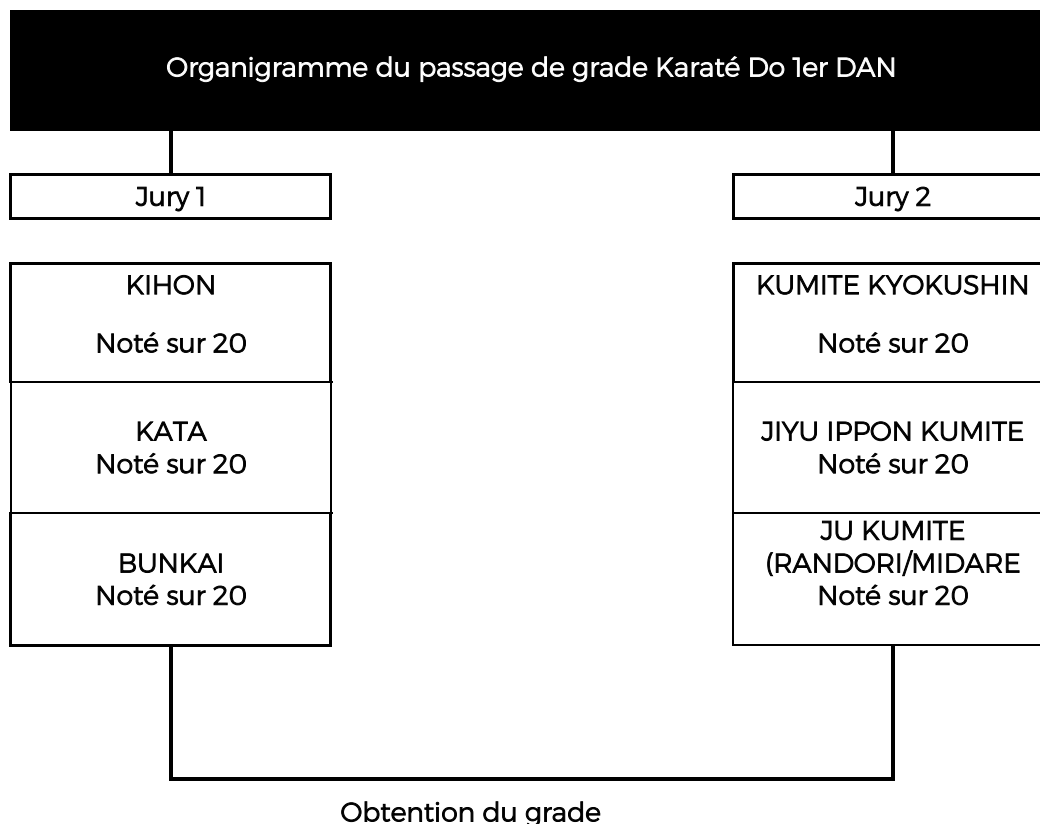 Organigramme du passage de grade Karaté Do 1er DAN
Jury 1
KIHON
Noté sur 20
KATA
Noté sur 20
BUNKAI
Noté sur 20
Jury 2
KUMITE KYOKUSHIN
Noté sur 20
JIYU IPPON KUMITE
Noté sur 20
JU KUMITE
(RANDORI/MIDARE
Noté sur 20
Obtention du grade